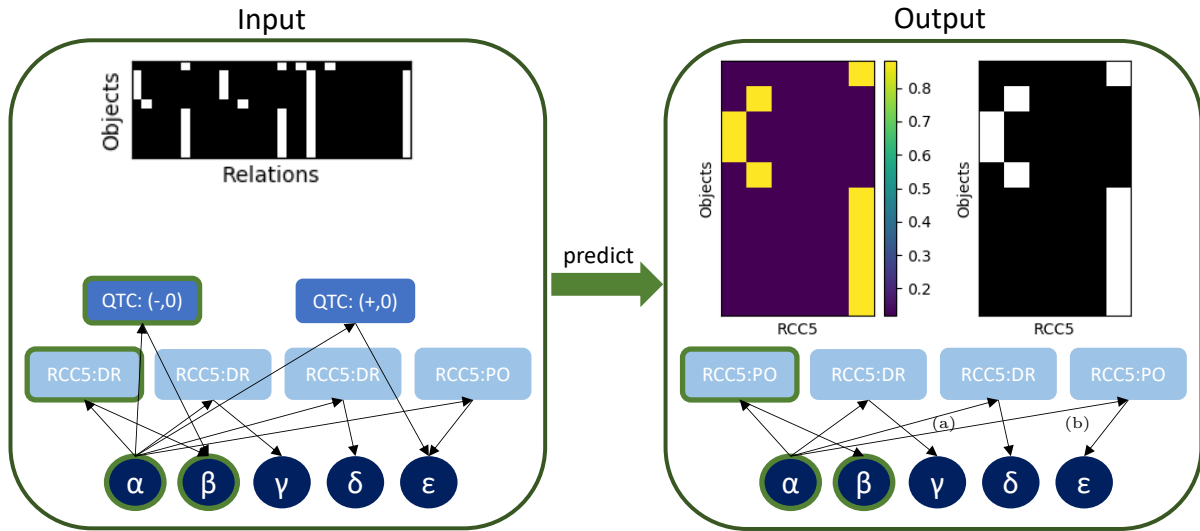 Input
Output
Objects
Relations
Objects
RCC5
0.8
0.7
0.6
0.5
0.4
0.3
0.2
Objects
RCC5
predict
QTC: (-,0)
QTC: (+,0)
RCC5:DR
RCC5:DR
RCC5:DR
RCC5:PO
α
β
γ
δ
ε
RCC5:PO
RCC5:DR
RCC5:DR
RCC5:PO
(a)
(b)
α
β
γ
δ
ε